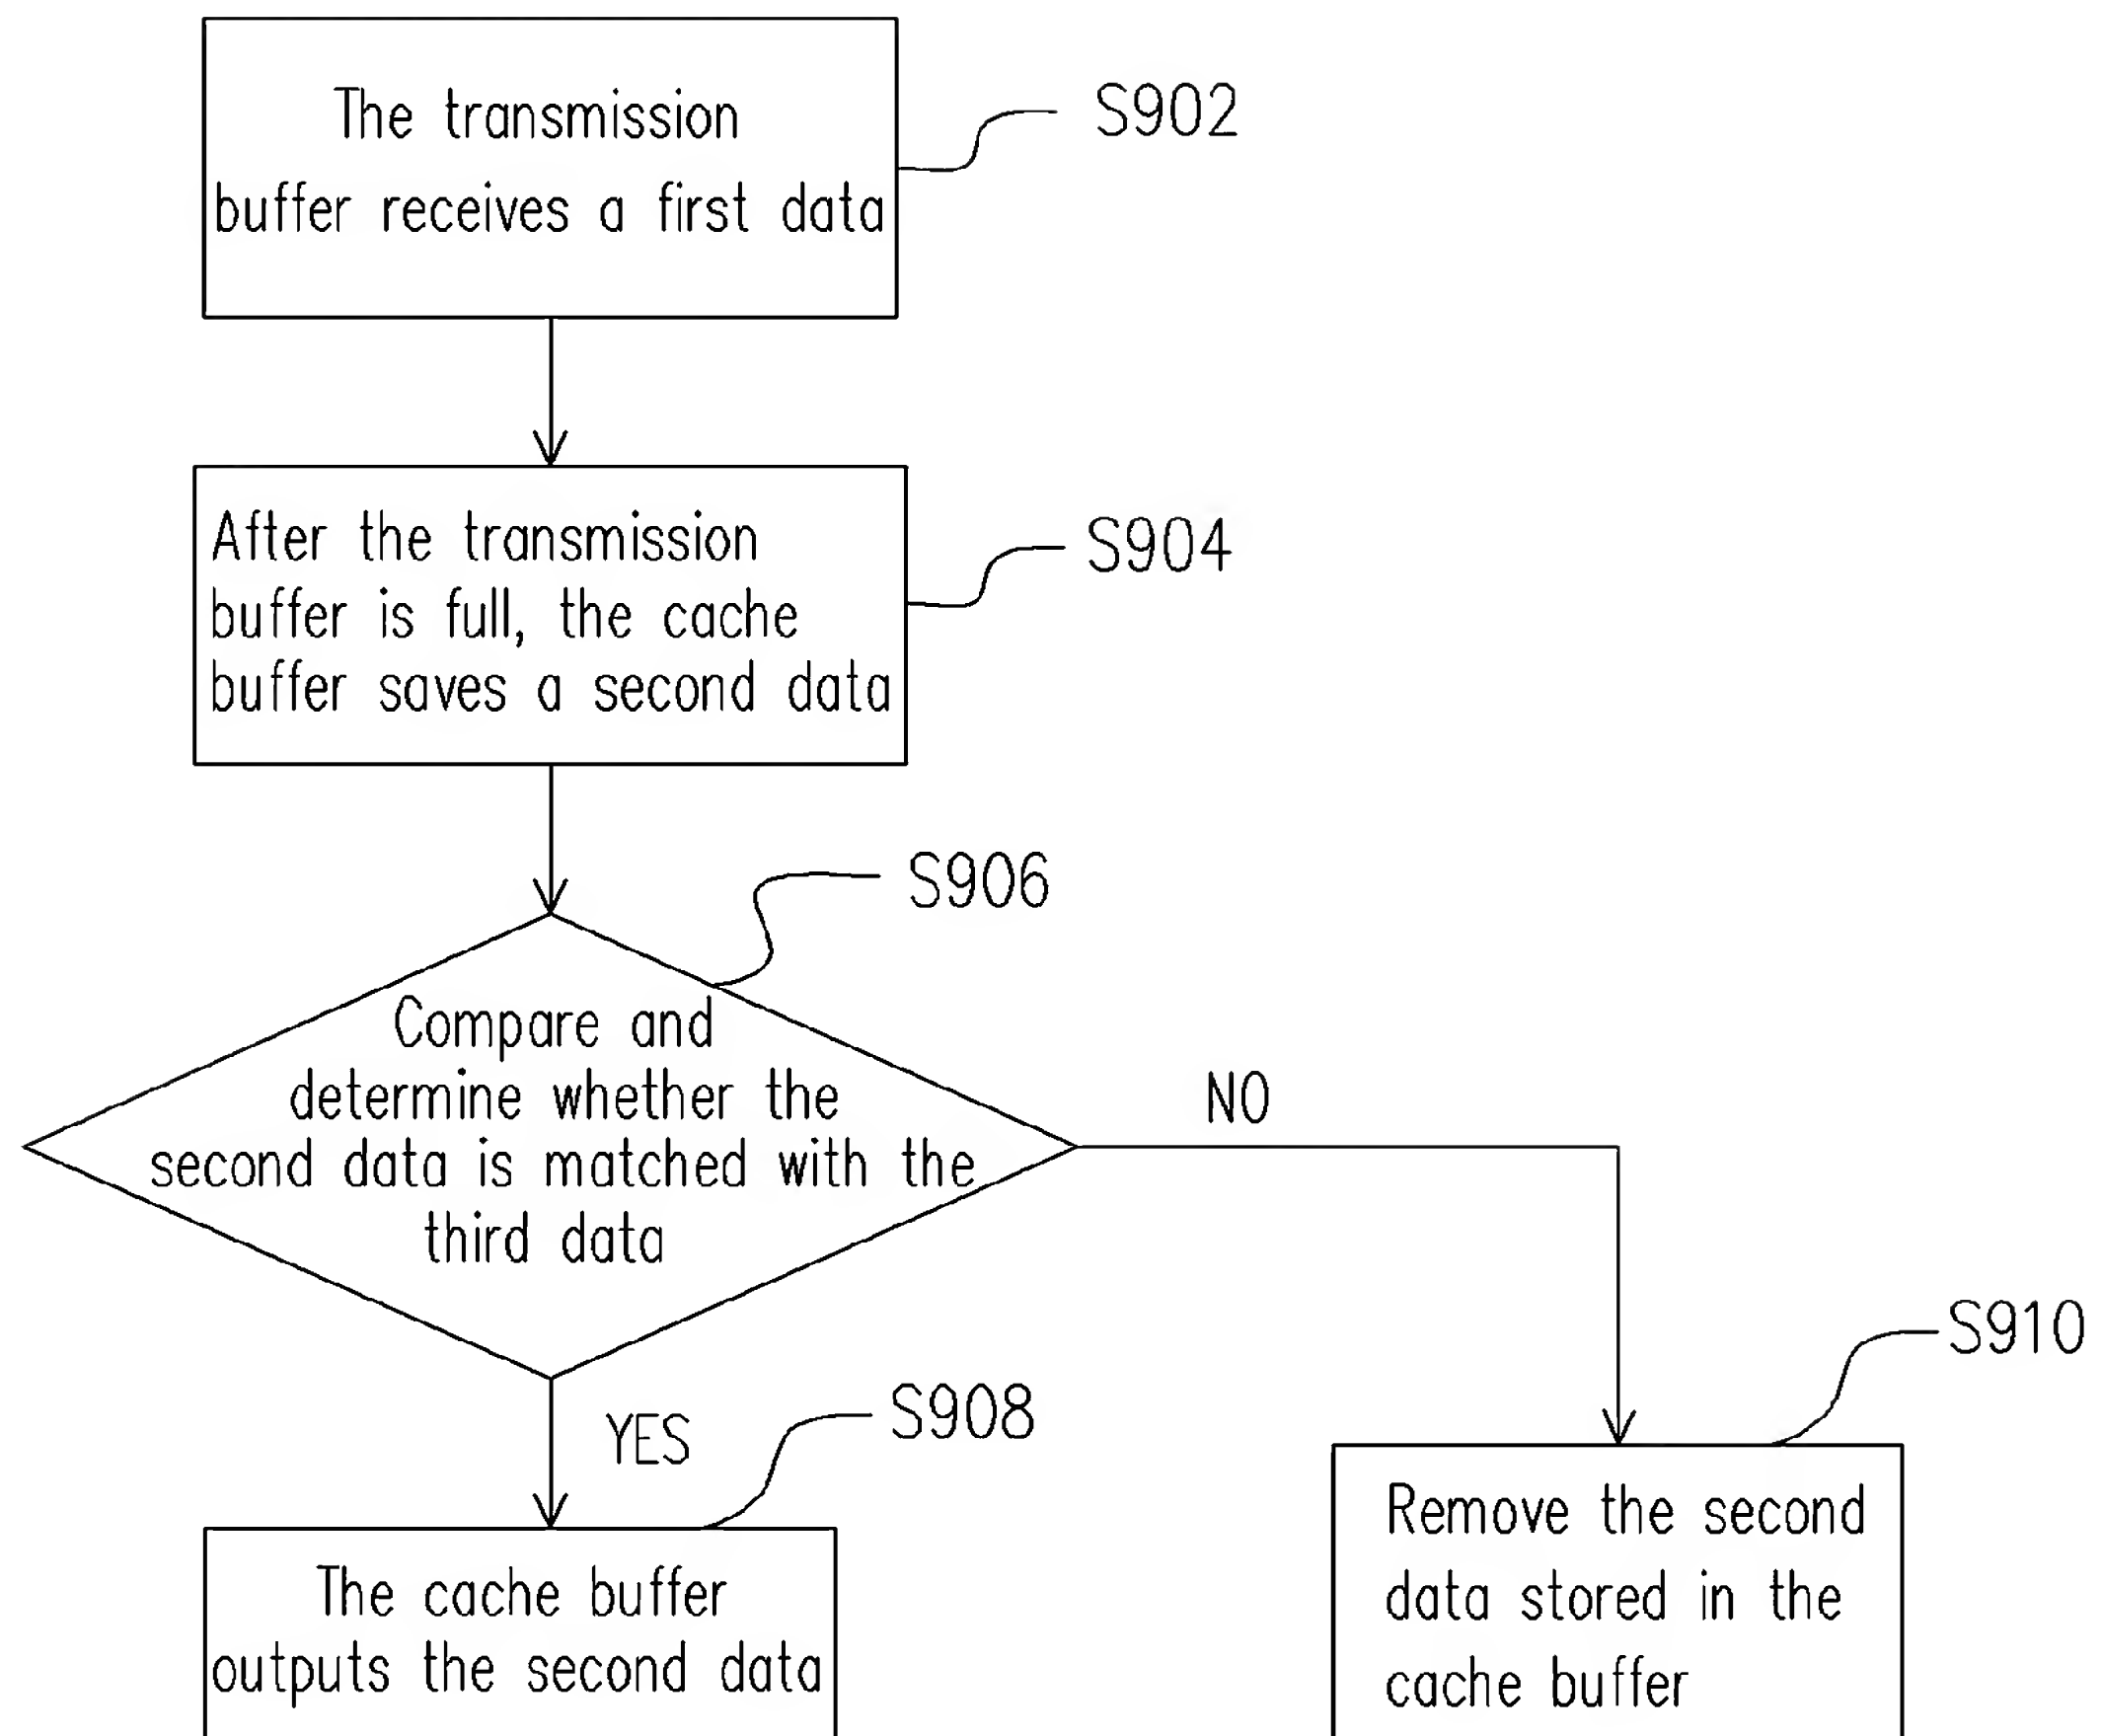 The transmission
buffer receives a first data
S902
After the transmission
buffer is full, the cache
buffer saves a second data
S904
S906
Compare and
determine whether the
second data is matched with the
third data
NO
YES
S908
The cache buffer
outputs the second data
S910
Remove the second
data stored in the
cache buffer